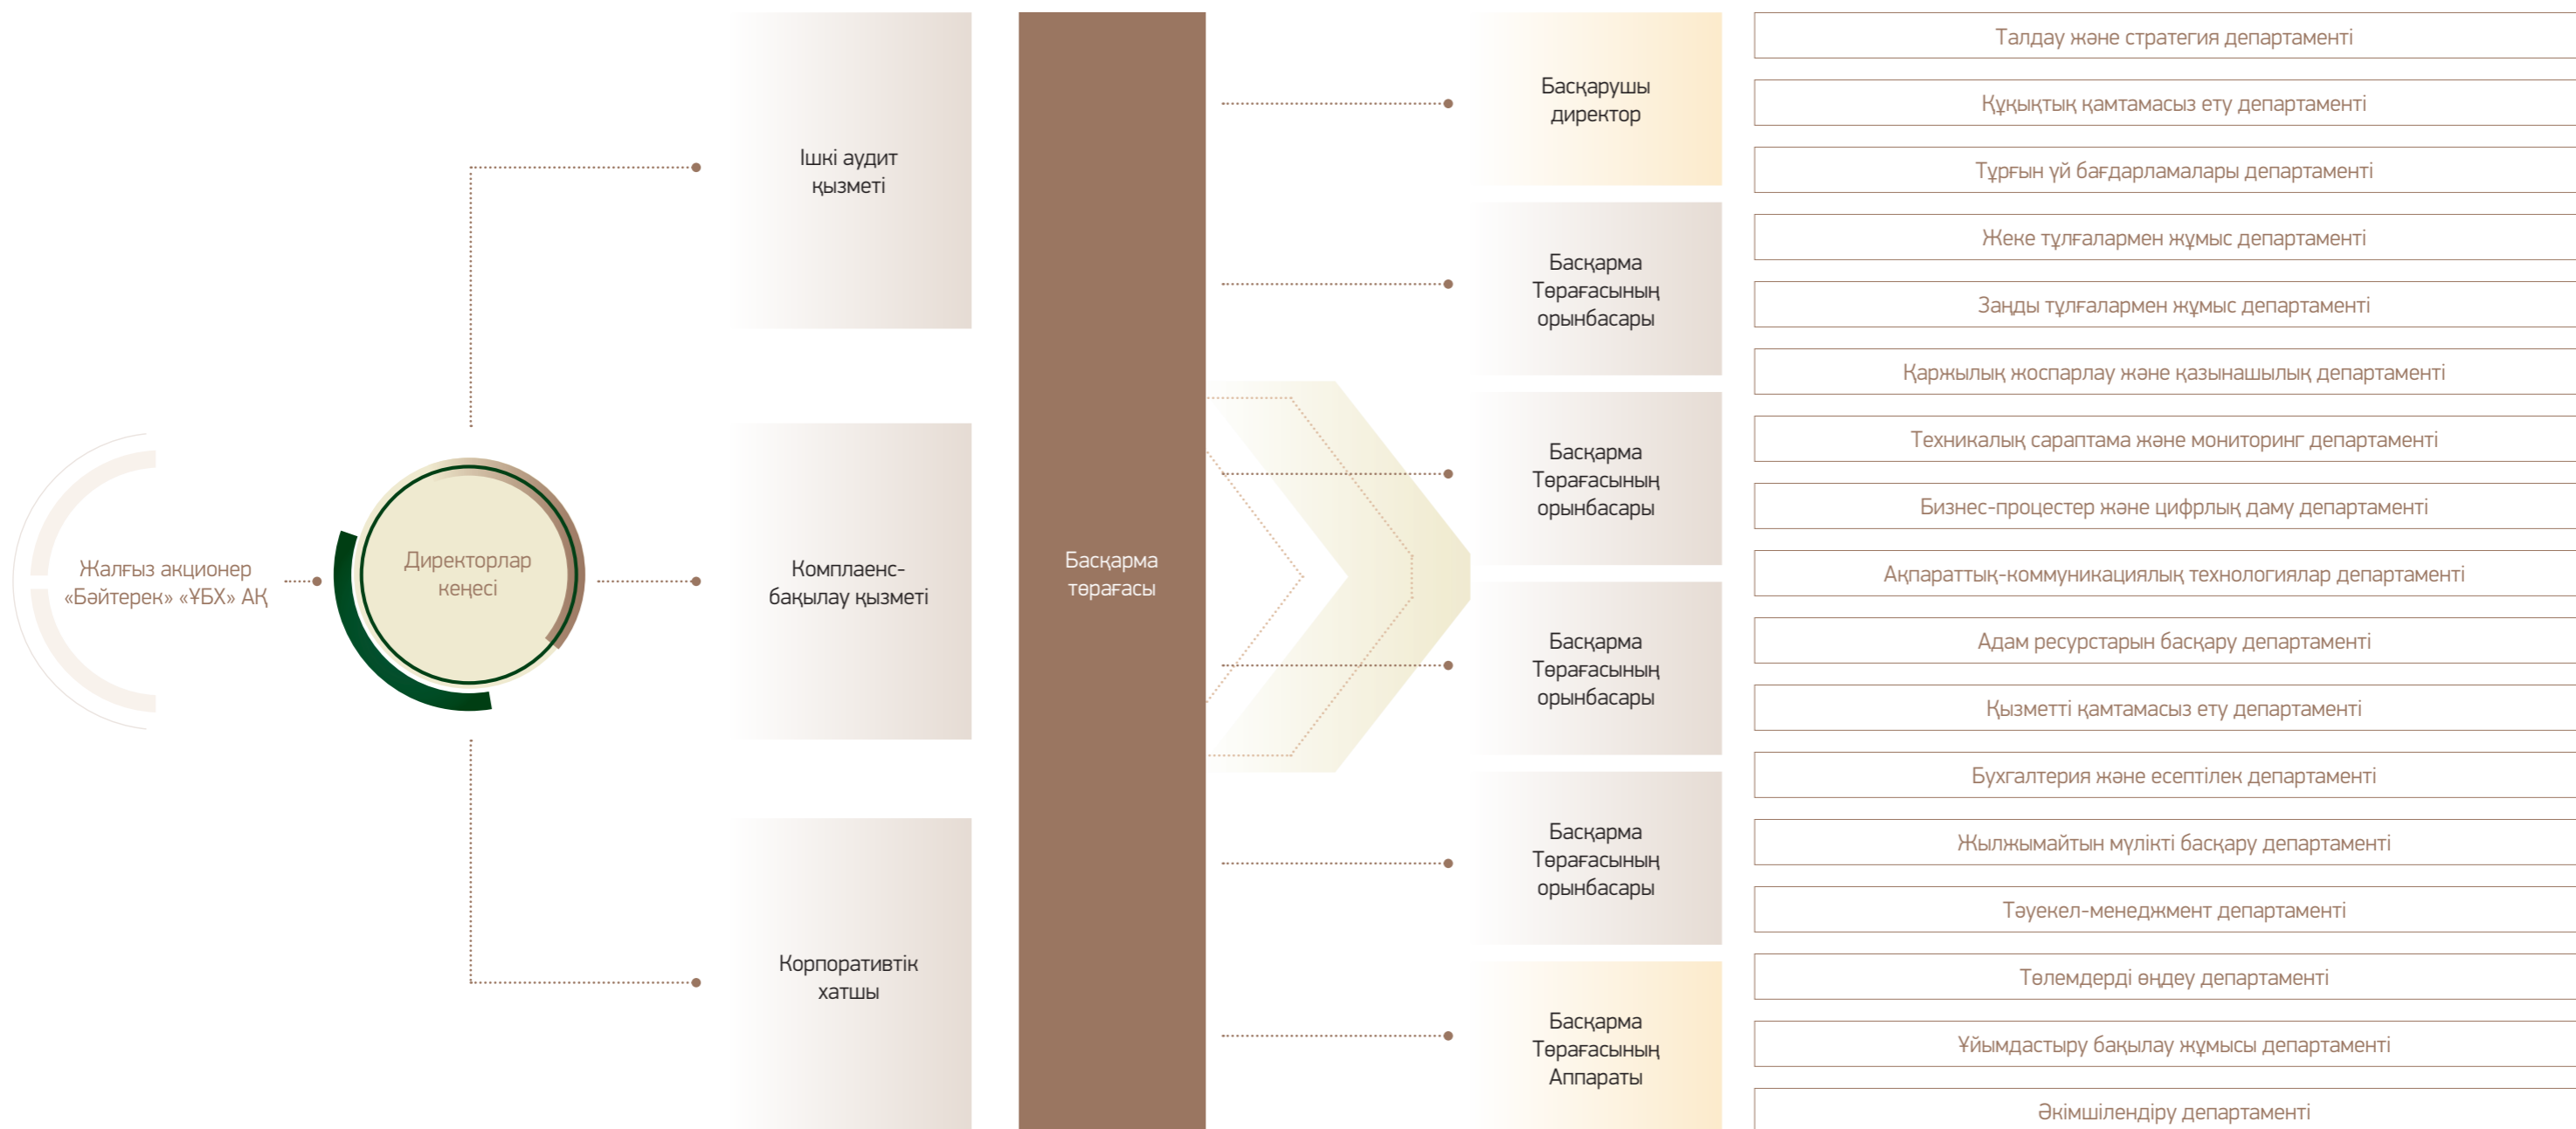 Жалғыз акционер
«Бәйтерек» «ҰБХ» АҚ
Директорлар
кеңесі
Ішкі аудит
қызметі
Комплаенс-
бақылау қызметі
Корпоративтік
хатшы
Басқарма
төрағасы
Басқарушы
директор
Басқарма
Төрағасының
орынбасары
Басқарма
Төрағасының
орынбасары
Басқарма
Төрағасының
орынбасары
Басқарма
Төрағасының
орынбасары
Басқарма
Төрағасының
Аппараты
Талдау және стратегия департаменті
Құқықтық қамтамасыз ету департаменті
Тұрғын үй бағдарламалары департаменті
Жеке тұлғалармен жұмыс департаменті
Заңды тұлғалармен жұмыс департаменті
Қаржылық жоспарлау және қазынашылық департаменті
Техникалық сараптама және мониторинг департаменті
Бизнес-процестер және цифрлық даму департаменті
Ақпараттық-коммуникациялық технологиялар департаменті
Адам ресурстарын басқару департаменті
Қызметті қамтамасыз ету департаменті
Бухгалтерия және есептілек департаменті
Жылжымайтын мүлікті басқару департаменті
Тәуекел-менеджмент департаменті
Төлемдерді өңдеу департаменті
Ұйымдастыру бақылау жұмысы департаменті
Әкімшілендіру департаменті